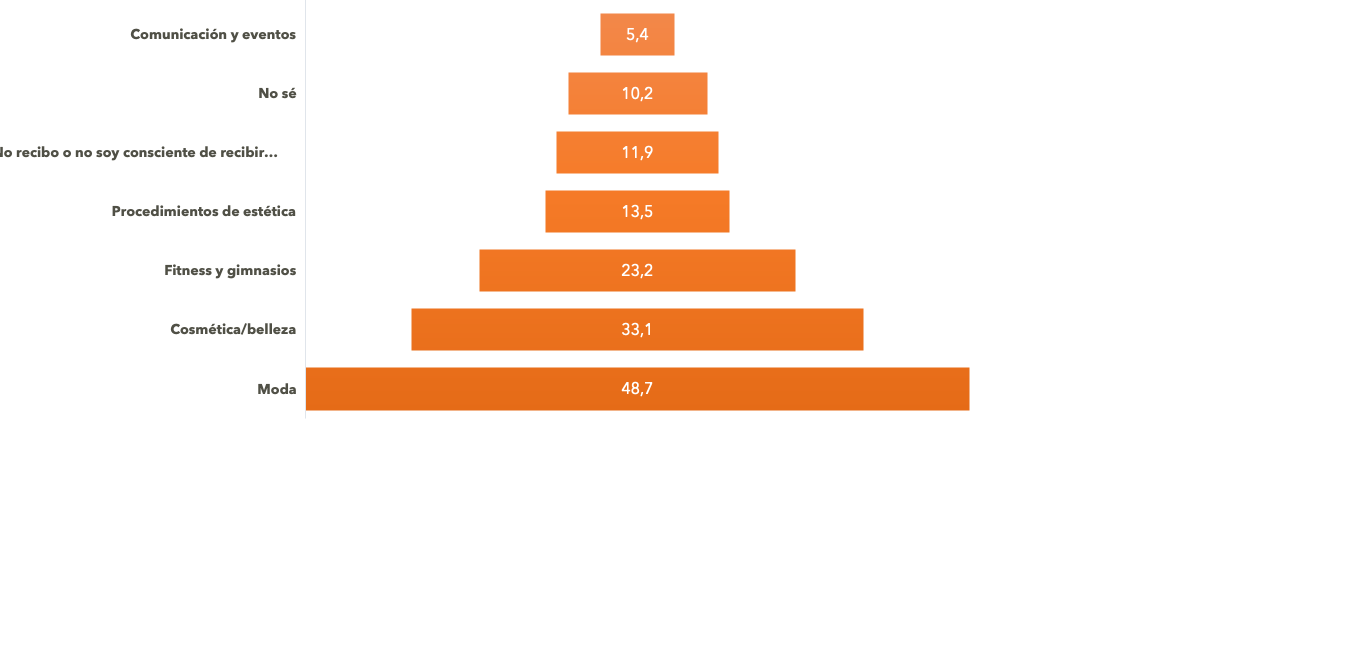 Comunicación y eventos 5,4
No sé 10,2
No recibo o no soy consciente de recibir... 11,9
Procedimientos de estética 13,5
Fitness y gimnasios 23,2
Cosmética/belleza 33,1
Moda 48,7